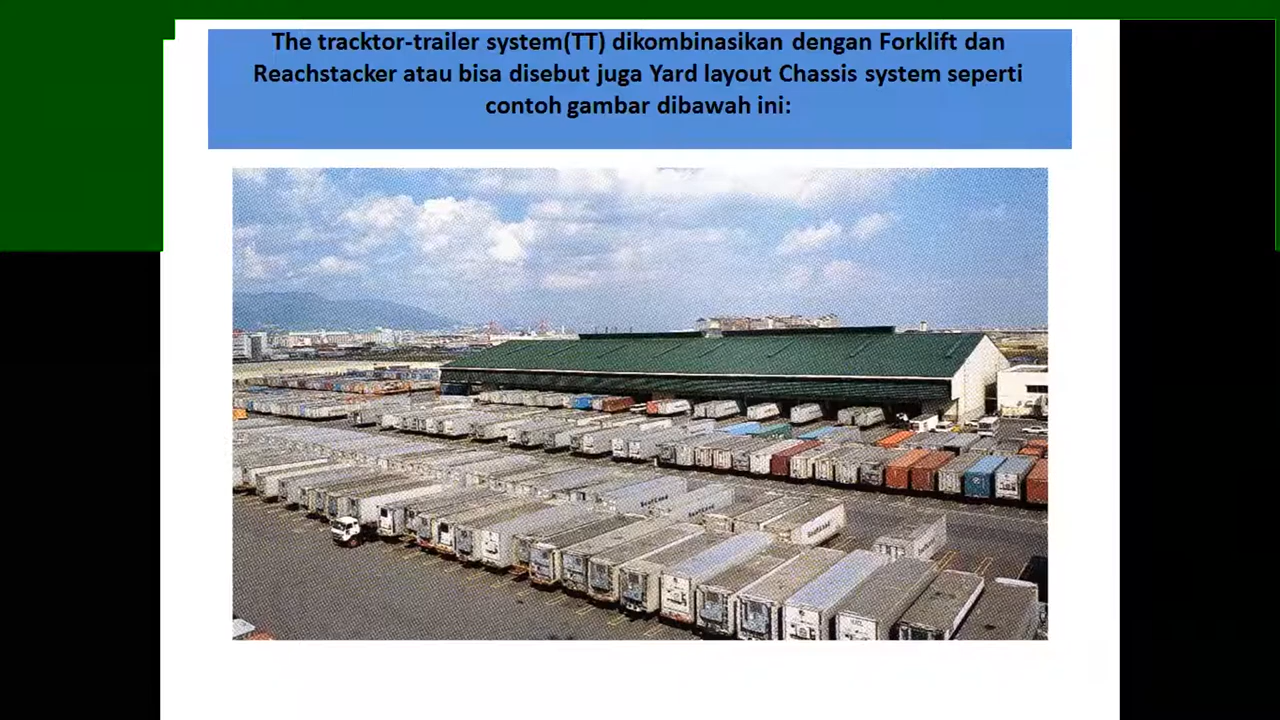 The tracktor-trailer system(TT) dikombinasikan dengan Forklift dan
Reachstacker atau bisa disebut juga Yard layout Chassis system seperti
contoh gambar dibawah ini: